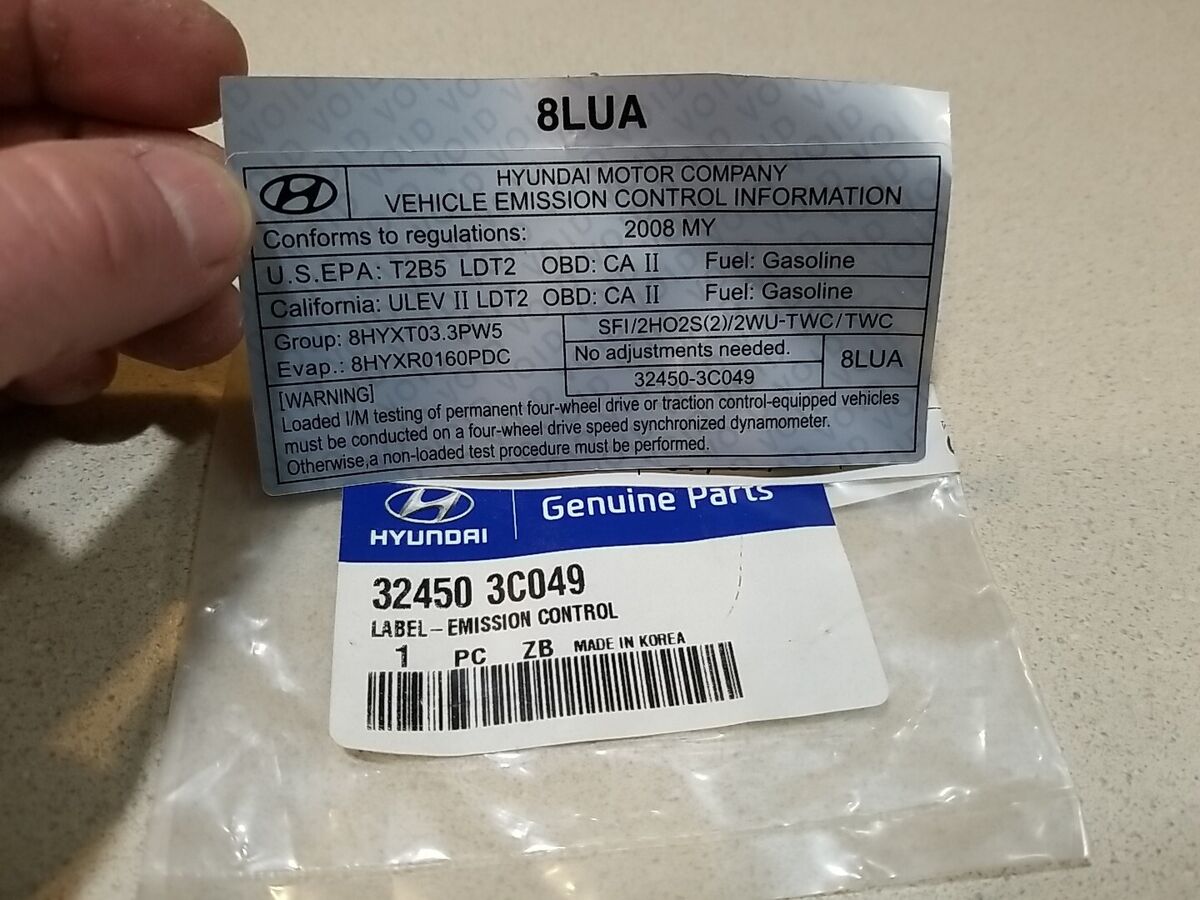 8LUA
HYUNDAI MOTOR COMPANY
VEHICLE EMISSION CONTROL INFORMATION
Conforms to regulations: 2008 MY
U.S.EPA: T2B5 LDT2 OBD: CA II Fuel: Gasoline
California: ULEV II LDT2 OBD: CA II Fuel: Gasoline
Group: 8HYXT03.3PW5
Evap.: 8HYXR0160PDC
SFI/2HO2S(2)/2WU-TWC/TWC
No adjustments needed.
32450-3C049
8LUA
[WARNING]
Loaded I/M testing of permanent four-wheel drive or traction control-equipped vehicles
must be conducted on a four-wheel drive speed synchronized dynamometer.
Otherwise,a non-loaded test procedure must be performed.
HYUNDAI
Genuine Parts
32450 3C049
LABEL-EMISSION CONTROL
1 PC ZB MADE IN KOREA